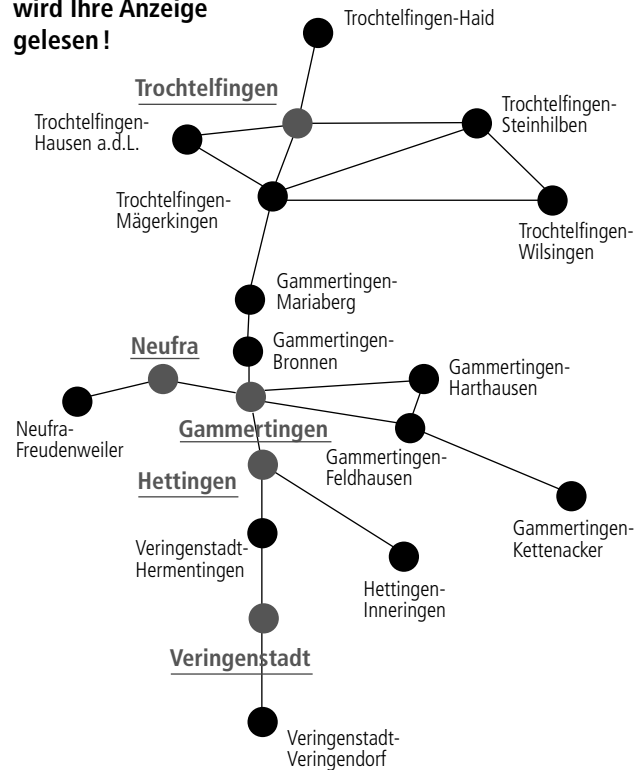 wird Ihre Anzeige
gelesen !
Trochtelfingen-Haid
Trochtelfingen
Trochtelfingen-
Steinhilben
Trochtelfingen-
Hausen a.d.L.
Trochtelfingen-
Mägerkingen
Trochtelfingen-
Wilsingen
Gammertingen-
Mariaberg
Gammertingen-
Bronnen
Neufra
Gammertingen-
Harthausen
Neufra-
Freudenweiler
Gammertingen
Gammertingen-
Feldhausen
Hettingen
Gammertingen-
Kettenacker
Veringenstadt-
Hermentingen
Hettingen-
Inneringen
Veringenstadt
Veringenstadt-
Veringendorf